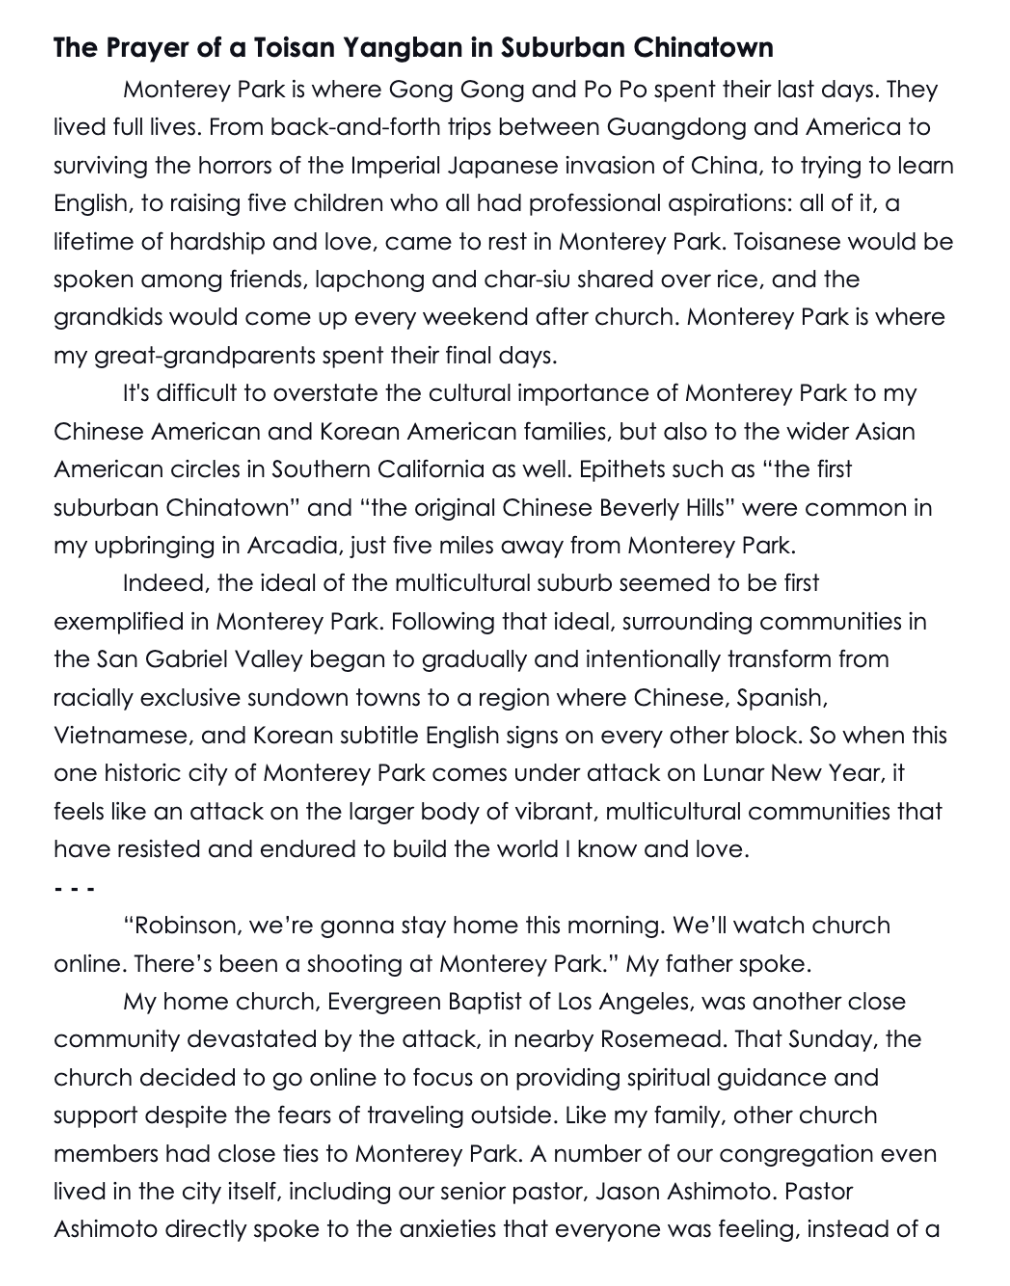 The Prayer of a Toisan Yangban in Suburban Chinatown
Monterey Park is where Gong Gong and Po Po spent their last days. They
lived full lives. From back-and-forth trips between Guangdong and America to
surviving the horrors of the Imperial Japanese invasion of China, to trying to learn
English, to raising five children who all had professional aspirations: all of it, a
lifetime of hardship and love, came to rest in Monterey Park. Toisanese would be
spoken among friends, lapchong and char-siu shared over rice, and the
grandkids would come up every weekend after church. Monterey Park is where
my great-grandparents spent their final days.
It's difficult to overstate the cultural importance of Monterey Park to my
Chinese American and Korean American families, but also to the wider Asian
American circles in Southern California as well. Epithets such as “the first
suburban Chinatown” and “the original Chinese Beverly Hills” were common in
my upbringing in Arcadia, just five miles away from Monterey Park.
Indeed, the ideal of the multicultural suburb seemed to be first
exemplified in Monterey Park. Following that ideal, surrounding communities in
the San Gabriel Valley began to gradually and intentionally transform from
racially exclusive sundown towns to a region where Chinese, Spanish,
Vietnamese, and Korean subtitle English signs on every other block. So when this
one historic city of Monterey Park comes under attack on Lunar New Year, it
feels like an attack on the larger body of vibrant, multicultural communities that
have resisted and endured to build the world I know and love.
- - -
“Robinson, we’re gonna stay home this morning. We’ll watch church
online. There’s been a shooting at Monterey Park.” My father spoke.
My home church, Evergreen Baptist of Los Angeles, was another close
community devastated by the attack, in nearby Rosemead. That Sunday, the
church decided to go online to focus on providing spiritual guidance and
support despite the fears of traveling outside. Like my family, other church
members had close ties to Monterey Park. A number of our congregation even
lived in the city itself, including our senior pastor, Jason Ashimoto. Pastor
Ashimoto directly spoke to the anxieties that everyone was feeling, instead of a